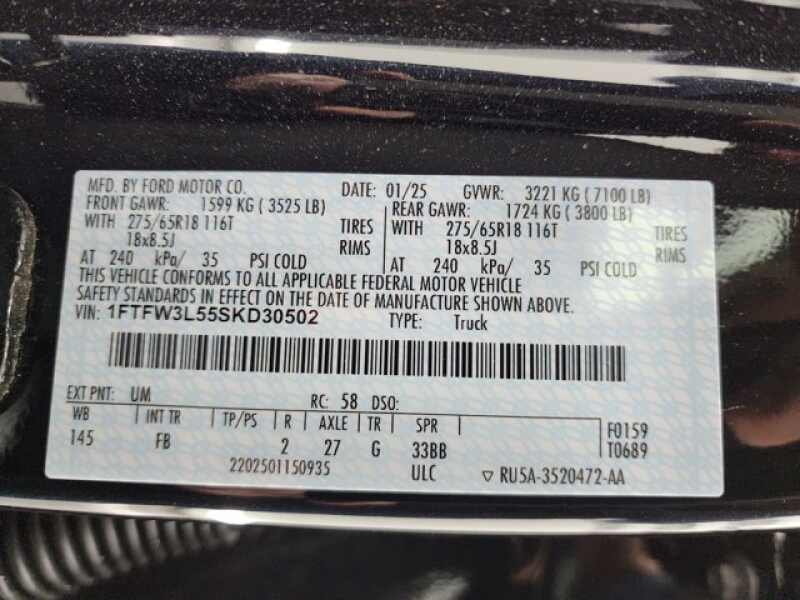 MFD. BY FORD MOTOR CO. DATE: 01/25 GVWR: 3221 KG ( 7100 LB)
FRONT GAWR: 1599 KG ( 3525 LB) REAR GAWR: 1724 KG ( 3800 LB)
WITH 275/65R18 116T TIRES WITH 275/65R18 116T TIRES
18x8.5J RIMS 18x8.5J RIMS
AT 240 kPa/ 35 PSI COLD AT 240 kPa/ 35 PSI COLD
THIS VEHICLE CONFORMS TO ALL APPLICABLE FEDERAL MOTOR VEHICLE
SAFETY STANDARDS IN EFFECT ON THE DATE OF MANUFACTURE SHOWN ABOVE.
VIN: 1FTFW3L55SKD30502 TYPE: Truck
EXT PNT: UM RC: 58 DSO:
WB INT TR TP/PS R AXLE TR SPR F0159
145 FB 2 27 G 33BB T0689
2202501150935 ULC ▽ RU5A-3520472-AA